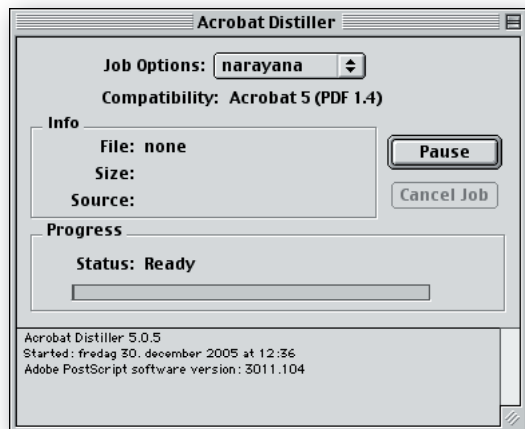 Acrobat Distiller
Job Options: narayana
Compatibility: Acrobat 5 (PDF 1.4)
Info
File: none
Size:
Source:
Pause
Cancel Job
Progress
Status: Ready
Acrobat Distiller 5.0.5
Started: fredag 30. december 2005 at 12:36
Adobe PostScript software version: 3011.104